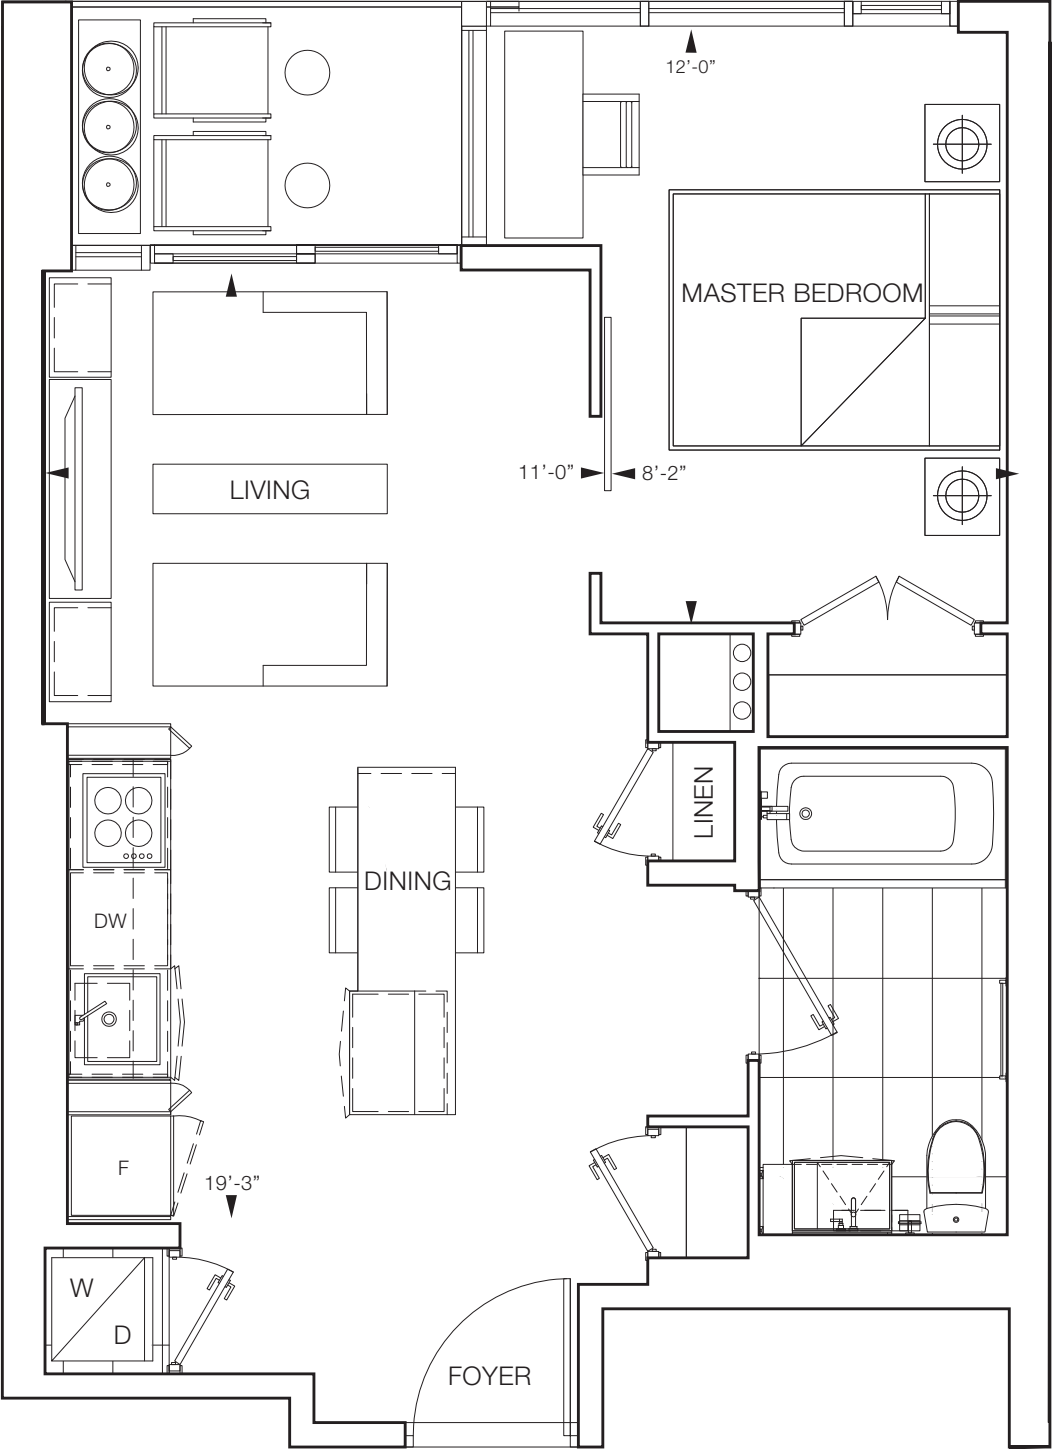 12’-0”
MASTER BEDROOM
11’-0”
8’-2”
LIVING
LINEN
DINING
DW
F
19’-3”
W
D
FOYER